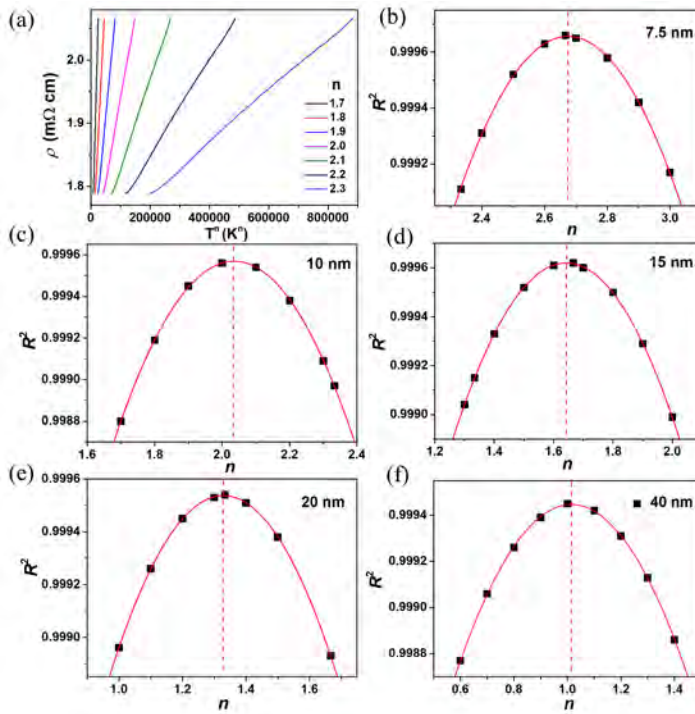 (a)
2.0
1.9
1.8
ρ (mΩ cm)
0 200000 400000 600000 800000
Tⁿ (Kⁿ)
n
1.7
1.8
1.9
2.0
2.1
2.2
2.3
(b)
7.5 nm
0.9996
0.9994
0.9992
R²
2.4 2.6 2.8 3.0
n
(c)
10 nm
0.9996
0.9994
0.9992
0.9990
0.9988
R²
1.6 1.8 2.0 2.2 2.4
n
(d)
15 nm
0.9996
0.9994
0.9992
0.9990
R²
1.2 1.4 1.6 1.8 2.0
n
(e)
20 nm
0.9996
0.9994
0.9992
0.9990
R²
1.0 1.2 1.4 1.6
n
(f)
40 nm
0.9994
0.9992
0.9990
0.9988
R²
0.6 0.8 1.0 1.2 1.4
n